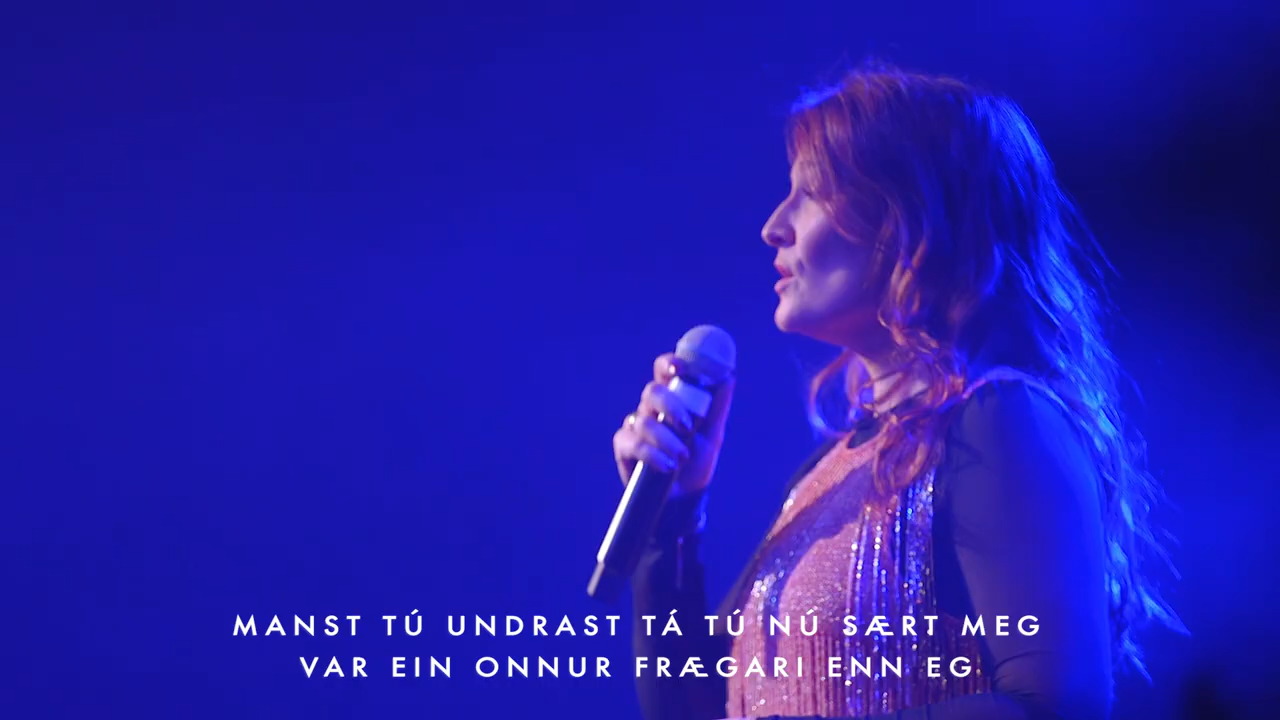 MANST TÚ UNDRAST TÁ TÚ NÚ SÆRT MEG
VAR EIN ONNUR FRÆGARI ENN EG